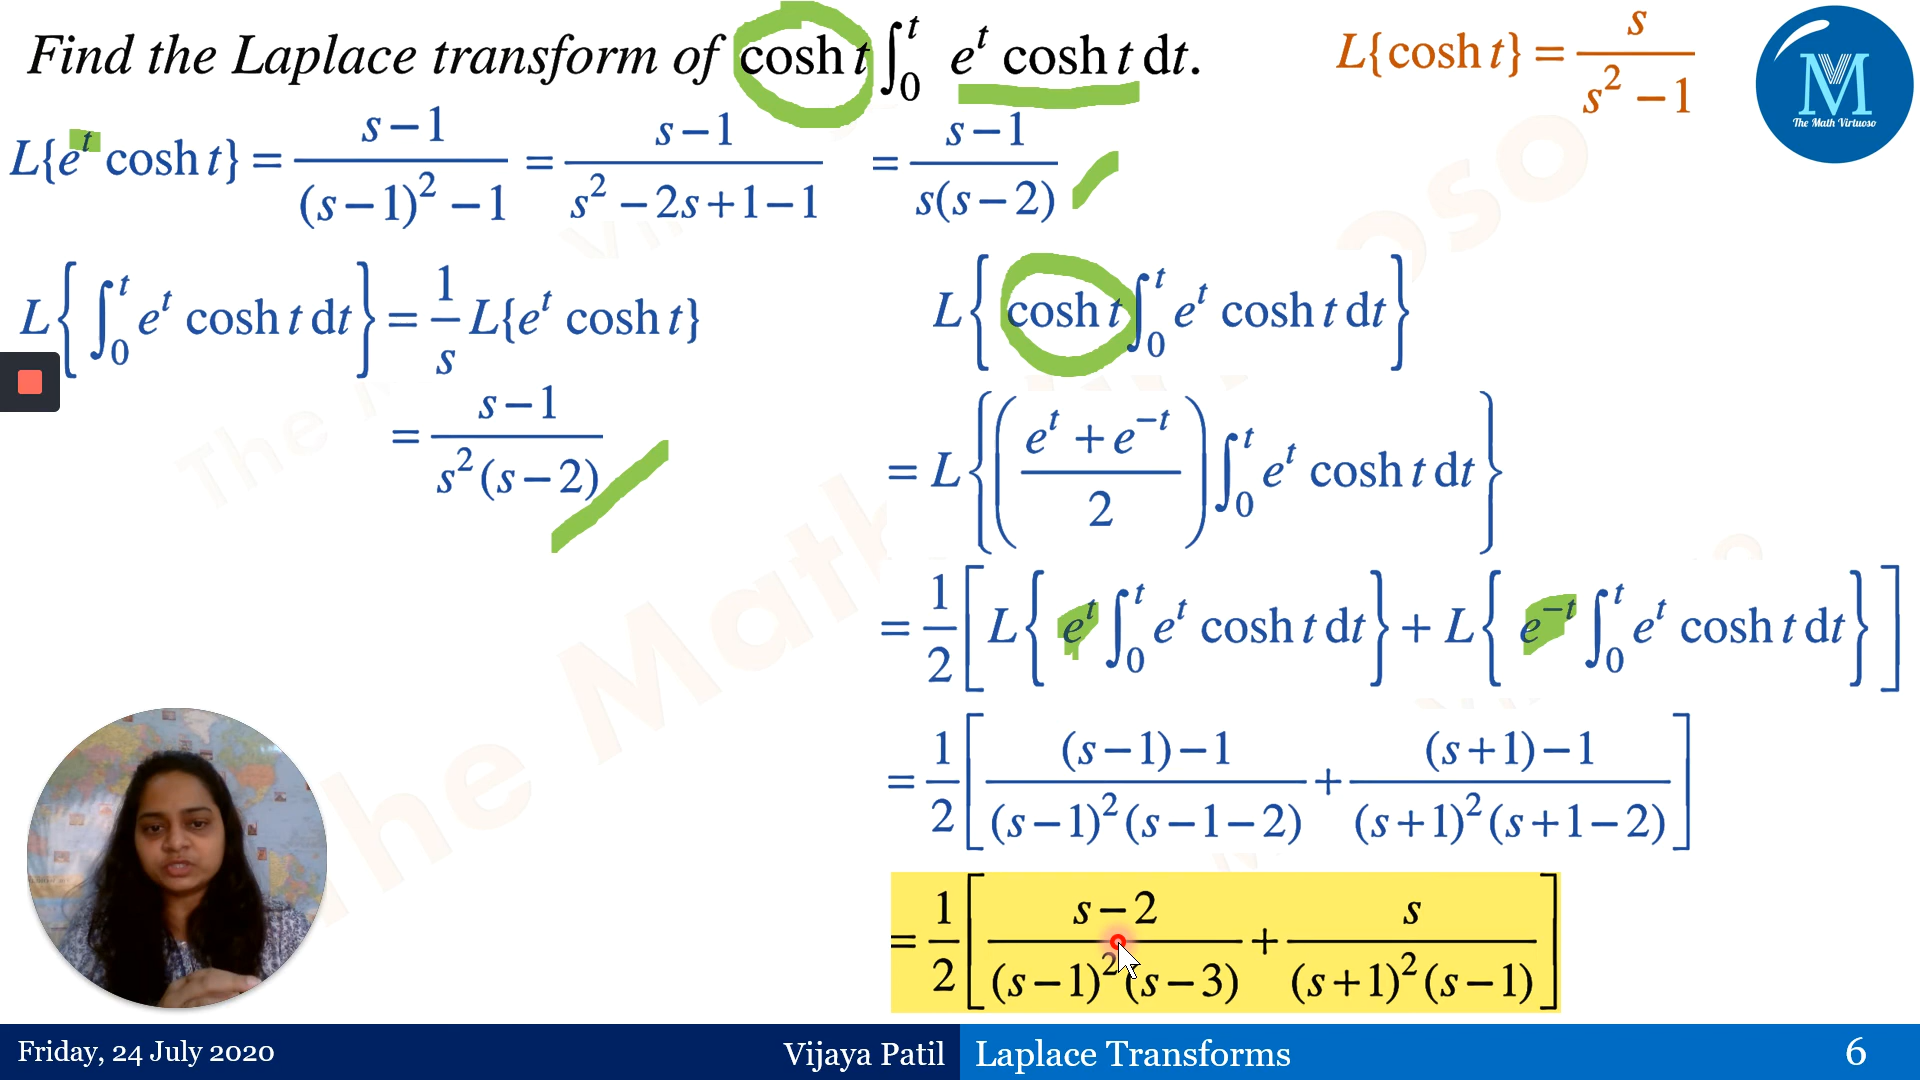 Find the Laplace transform of cosh t ∫₀ᵗ eᵗ cosh t dt.
L{cosh t} = s / (s² − 1)
M
The Math Virtuoso
L{eᵗ cosh t} = (s−1) / ((s−1)² − 1) = (s−1) / (s² − 2s+1−1) = (s−1) / (s(s−2))
L{∫₀ᵗ eᵗ cosh t dt} = 1/s L{eᵗ cosh t}
= (s−1) / (s²(s−2))
L{cosh t ∫₀ᵗ eᵗ cosh t dt}
= L{((eᵗ + e⁻ᵗ) / 2) ∫₀ᵗ eᵗ cosh t dt}
= 1/2 [L{eᵗ ∫₀ᵗ eᵗ cosh t dt} + L{e⁻ᵗ ∫₀ᵗ eᵗ cosh t dt}]
= 1/2 [((s−1)−1) / ((s−1)²(s−1−2)) + ((s+1)−1) / ((s+1)²(s+1−2))]
= 1/2 [(s−2) / ((s−1)²(s−3)) + s / ((s+1)²(s−1))]
The Math
oso
Friday, 24 July 2020
Vijaya Patil
Laplace Transforms
6